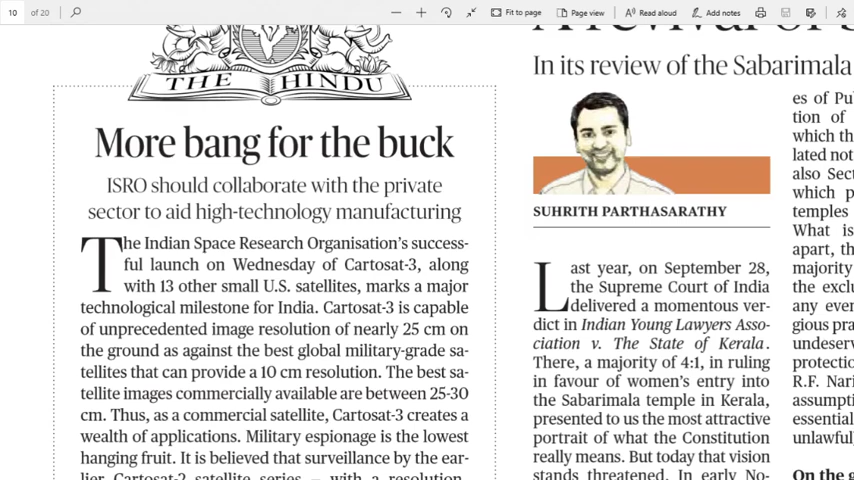 10 of 20 Fit to page Page view Read aloud Add notes
THE HINDU
More bang for the buck
ISRO should collaborate with the private
sector to aid high-technology manufacturing
The Indian Space Research Organisation's success-
ful launch on Wednesday of Cartosat-3, along
with 13 other small U.S. satellites, marks a major
technological milestone for India. Cartosat-3 is capable
of unprecedented image resolution of nearly 25 cm on
the ground as against the best global military-grade sa-
tellites that can provide a 10 cm resolution. The best sa-
tellite images commercially available are between 25-30
cm. Thus, as a commercial satellite, Cartosat-3 creates a
wealth of applications. Military espionage is the lowest
hanging fruit. It is believed that surveillance by the ear-
lier Cartosat-2 satellite series – with a resolution
A revival of
In its review of the Sabarimala
SUHRITH PARTHASARATHY
Last year, on September 28,
the Supreme Court of India
delivered a momentous ver-
dict in Indian Young Lawyers Asso-
ciation v. The State of Kerala.
There, a majority of 4:1, in ruling
in favour of women's entry into
the Sabarimala temple in Kerala,
presented to us the most attractive
portrait of what the Constitution
really means. But today that vision
stands threatened. In early No-
es of Pu
tion of
which th
lated not
also Sect
which p
temples
What is
apart, th
majority
the exclu
any even
gious pra
undeserv
protectio
R.F. Nari
assumpti
essential
unlawful
On the g